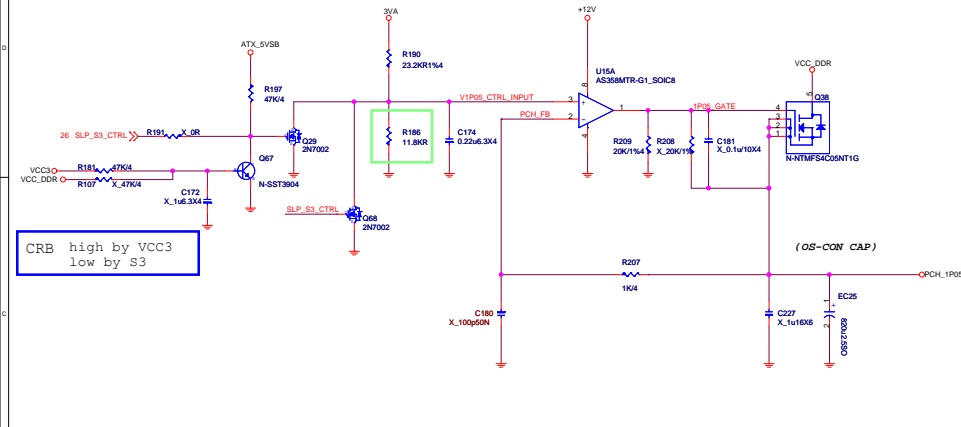 D
C
3VA
+12V
R190
23.2KR1%4
ATX_5VSB
U15A
AS358MTR-G1_SOIC8
VCC_DDR
R197
47K/4
8
5
Q38
V1P05_CTRL_INPUT
3
+
1
1P05_GATE
4
PCH_FB
2
-
3
2
1
4
26 SLP_S3_CTRL
R191
X_0R
Q29
2N7002
R186
11.8KR
C174
0.22u6.3X4
R209
20K/1%4
R208
X_20K/1%
C181
X_0.1u/10X4
N-NTMFS4C05NT1G
Q67
VCC3
R181
47K/4
VCC_DDR
R107
X_47K/4
N-SST3904
C172
X_1u6.3X4
SLP_S3_CTRL
Q68
2N7002
CRB high by VCC3
low by S3
(OS-CON CAP)
R207
1K/4
PCH_1P05
C180
X_100p50N
C227
X_1u16X6
1
+
2
EC25
820u2.5SO